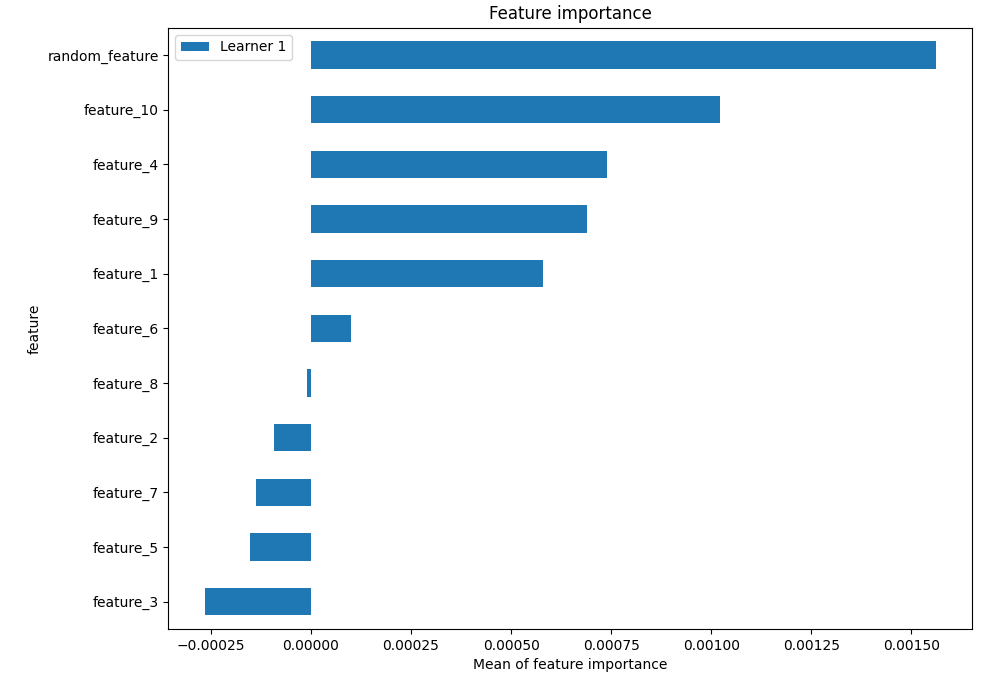 Feature importance
Learner 1
random_feature
feature_10
feature_4
feature_9
feature_1
feature_6
feature_8
feature_2
feature_7
feature_5
feature_3
feature
−0.00025 0.00000 0.00025 0.00050 0.00075 0.00100 0.00125 0.00150
Mean of feature importance